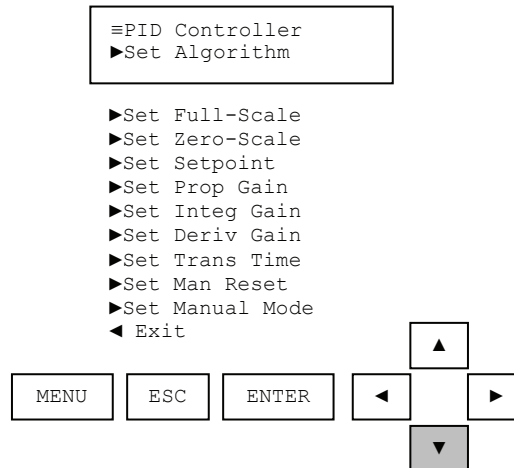 ≡PID Controller
►Set Algorithm
►Set Full-Scale
►Set Zero-Scale
►Set Setpoint
►Set Prop Gain
►Set Integ Gain
►Set Deriv Gain
►Set Trans Time
►Set Man Reset
►Set Manual Mode
◄ Exit
▲
MENU ESC ENTER ◄ ►
▼